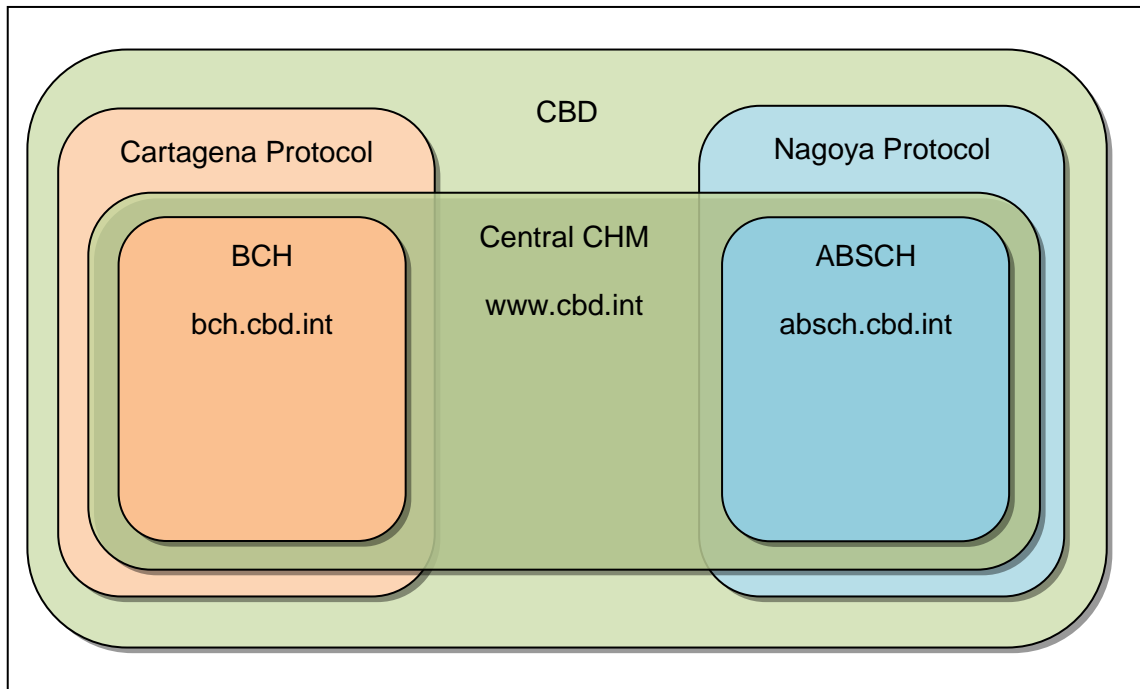 CBD
Cartagena Protocol
Nagoya Protocol
Central CHM
www.cbd.int
BCH
bch.cbd.int
ABSCH
absch.cbd.int